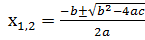 x₁,₂ = (−b±√(b²−4ac))/(2a)